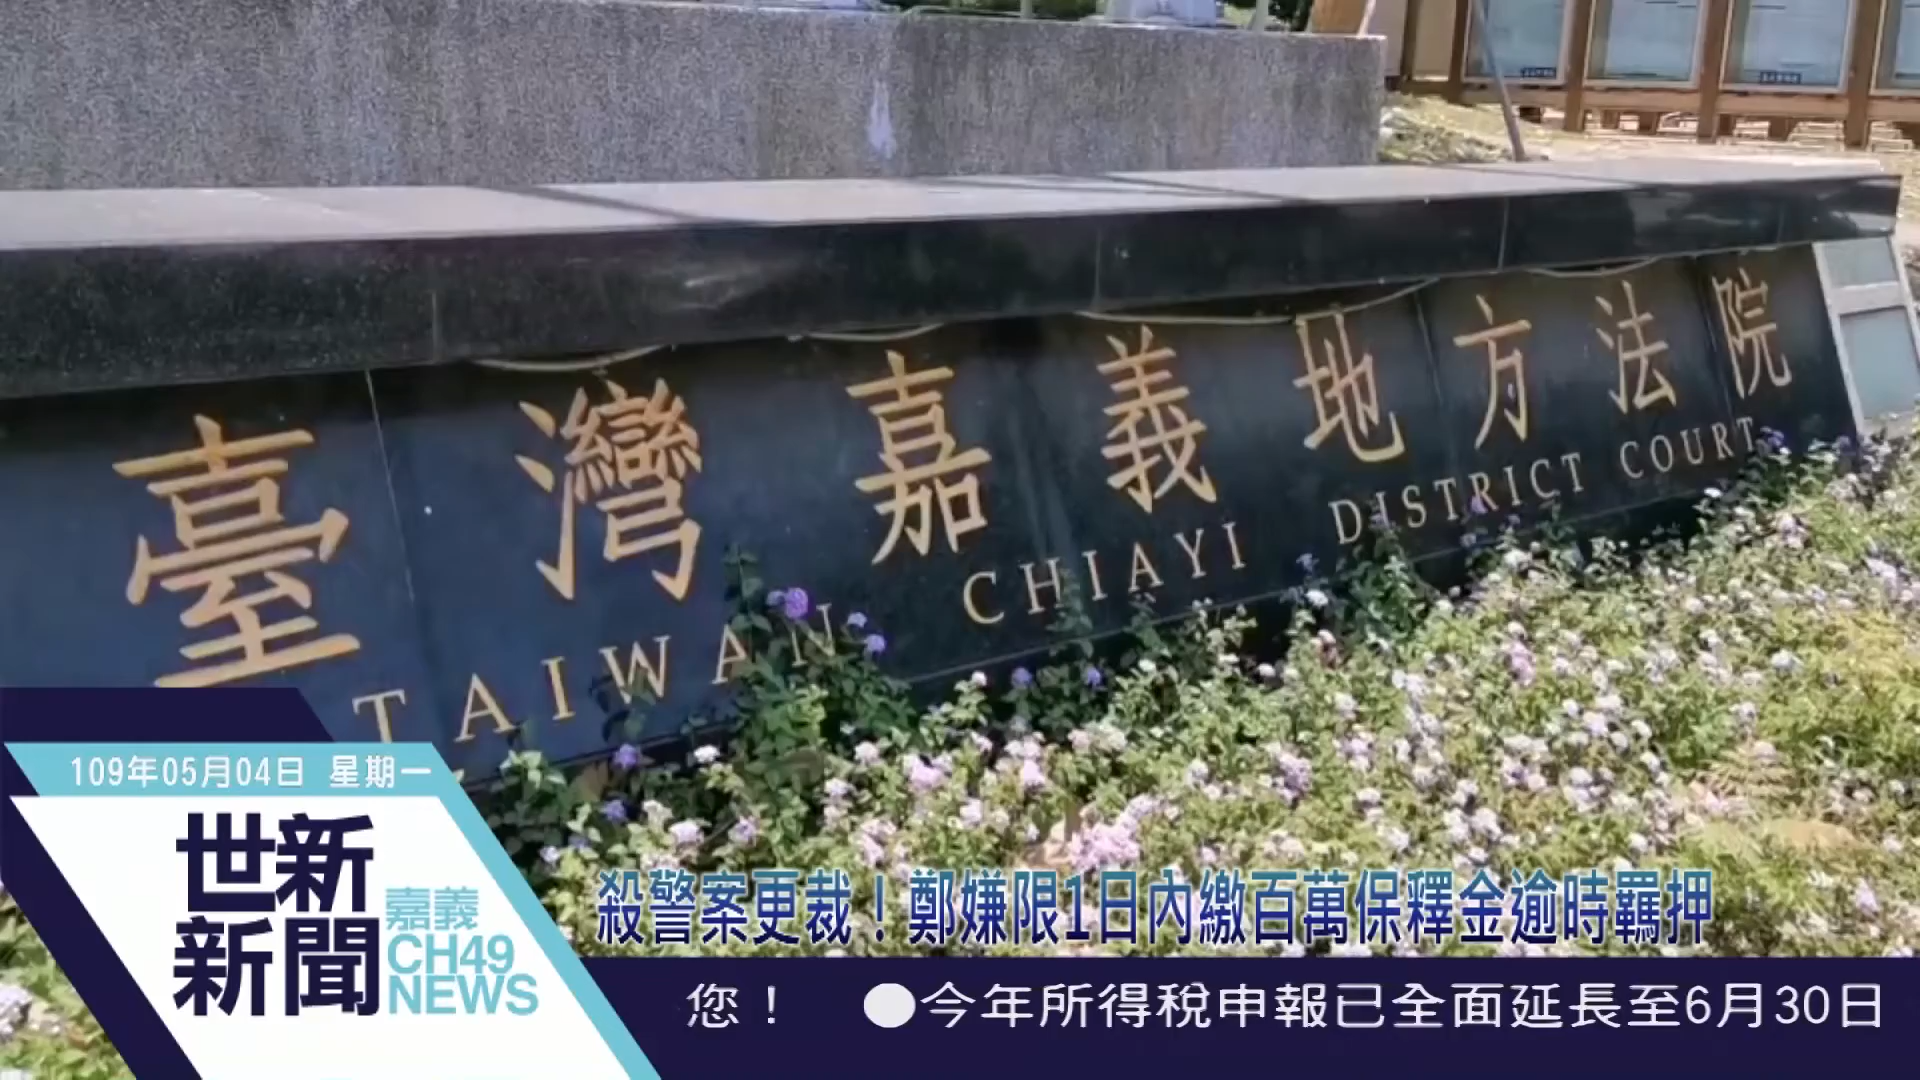 臺灣嘉義地方法院
TAIWAN CHIAYI DISTRICT COURT
109年05月04日 星期一
世新
新聞
嘉義
CH49
NEWS
殺警案更裁！鄭嫌限1日內繳百萬保釋金逾時羈押
您！ ●今年所得稅申報已全面延長至6月30日